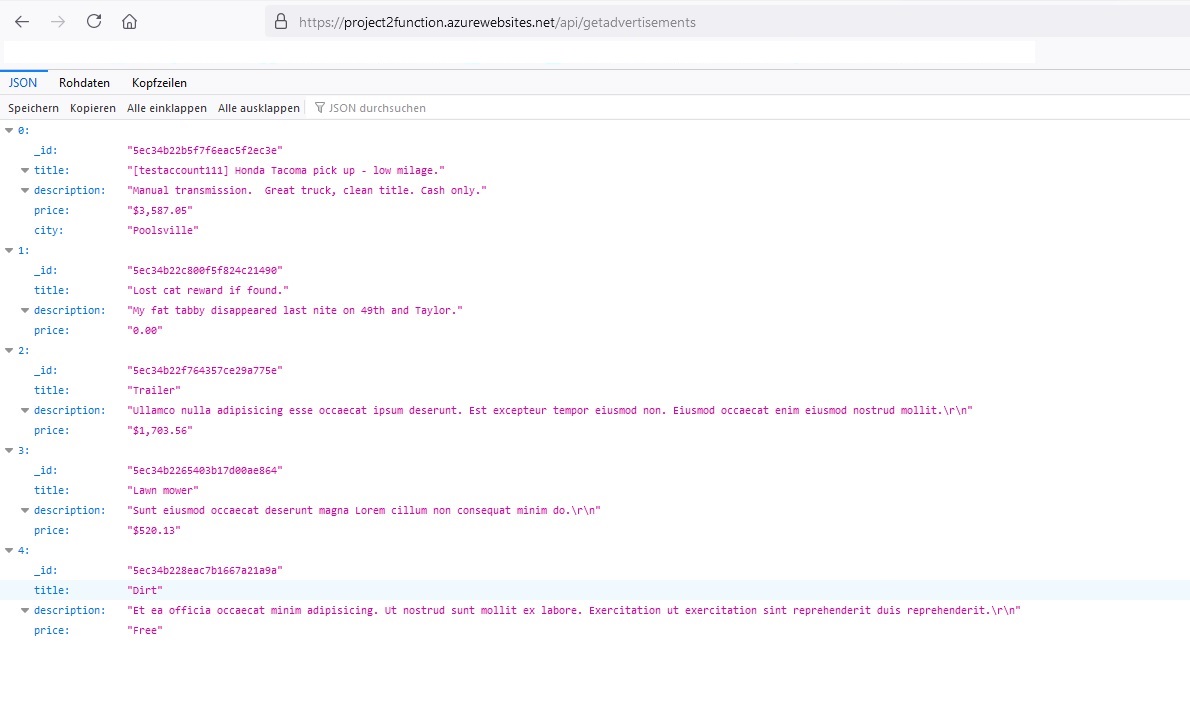 https://project2function.azurewebsites.net/api/getadvertisements
JSON Rohdaten Kopfzeilen
Speichern Kopieren Alle einklappen Alle ausklappen JSON durchsuchen
0:
_id: "5ec34b22b5f7f6eac5f2ec3e"
title: "[testaccount111] Honda Tacoma pick up - low milage."
description: "Manual transmission.  Great truck, clean title. Cash only."
price: "$3,587.05"
city: "Poolsville"
1:
_id: "5ec34b22c800f5f824c21490"
title: "Lost cat reward if found."
description: "My fat tabby disappeared last nite on 49th and Taylor."
price: "0.00"
2:
_id: "5ec34b22f764357ce29a775e"
title: "Trailer"
description: "Ullamco nulla adipisicing esse occaecat ipsum deserunt. Est excepteur tempor eiusmod non. Eiusmod occaecat enim eiusmod nostrud mollit.\r\n"
price: "$1,703.56"
3:
_id: "5ec34b2265403b17d00ae864"
title: "Lawn mower"
description: "Sunt eiusmod occaecat deserunt magna Lorem cillum non consequat minim do.\r\n"
price: "$520.13"
4:
_id: "5ec34b228eac7b1667a21a9a"
title: "Dirt"
description: "Et ea officia occaecat minim adipisicing. Ut nostrud sunt mollit ex labore. Exercitation ut exercitation sint reprehenderit duis reprehenderit.\r\n"
price: "Free"